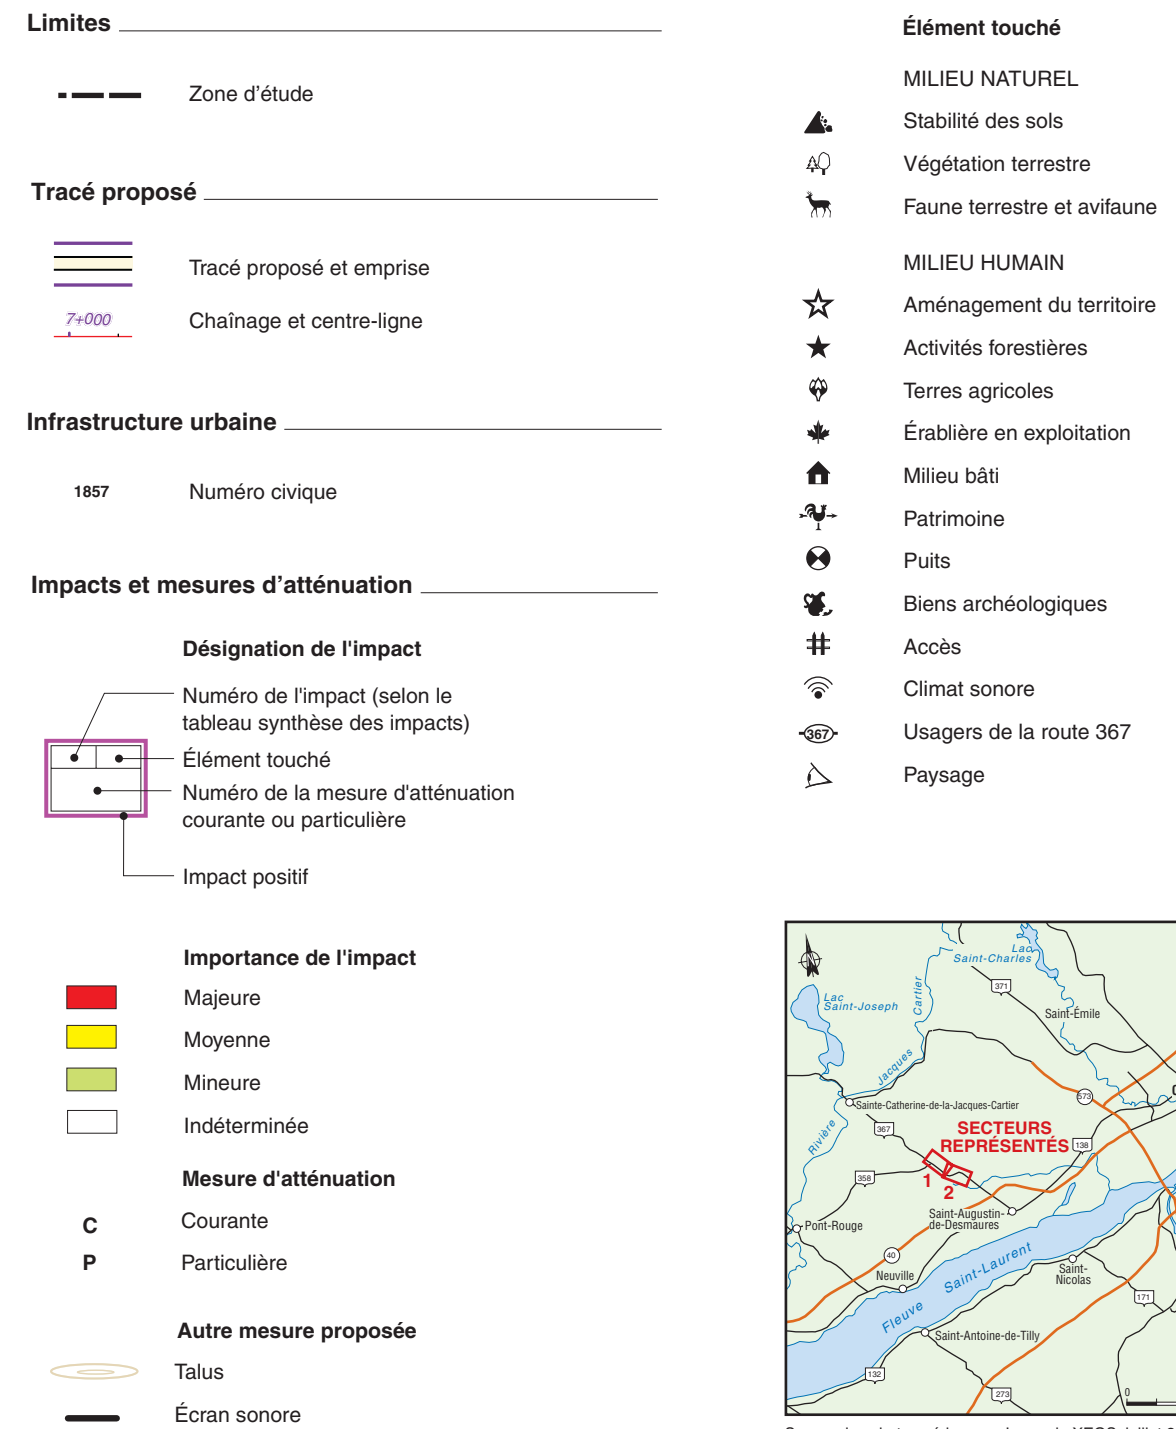 Limites
Zone d'étude
Tracé proposé
Tracé proposé et emprise
7+000
Chaînage et centre-ligne
Infrastructure urbaine
1857
Numéro civique
Impacts et mesures d'atténuation
Désignation de l'impact
Numéro de l'impact (selon le
tableau synthèse des impacts)
Élément touché
Numéro de la mesure d'atténuation
courante ou particulière
Impact positif
Importance de l'impact
Majeure
Moyenne
Mineure
Indéterminée
Mesure d'atténuation
C
Courante
P
Particulière
Autre mesure proposée
Talus
Écran sonore
Élément touché
MILIEU NATUREL
Stabilité des sols
Végétation terrestre
Faune terrestre et avifaune
MILIEU HUMAIN
Aménagement du territoire
Activités forestières
Terres agricoles
Érablière en exploitation
Milieu bâti
Patrimoine
Puits
Biens archéologiques
Accès
Climat sonore
367
Usagers de la route 367
Paysage
Lac
Saint-Charles
Lac
Saint-Joseph
Cartier
371
Saint-Émile
Jacques
573
Sainte-Catherine-de-la-Jacques-Cartier
367
Rivière
SECTEURS
REPRÉSENTÉS
138
358
1
2
Saint-Augustin-
de-Desmaures
Pont-Rouge
40
Neuville
Fleuve Saint-Laurent
Saint-
Nicolas
171
Saint-Antoine-de-Tilly
132
273
0